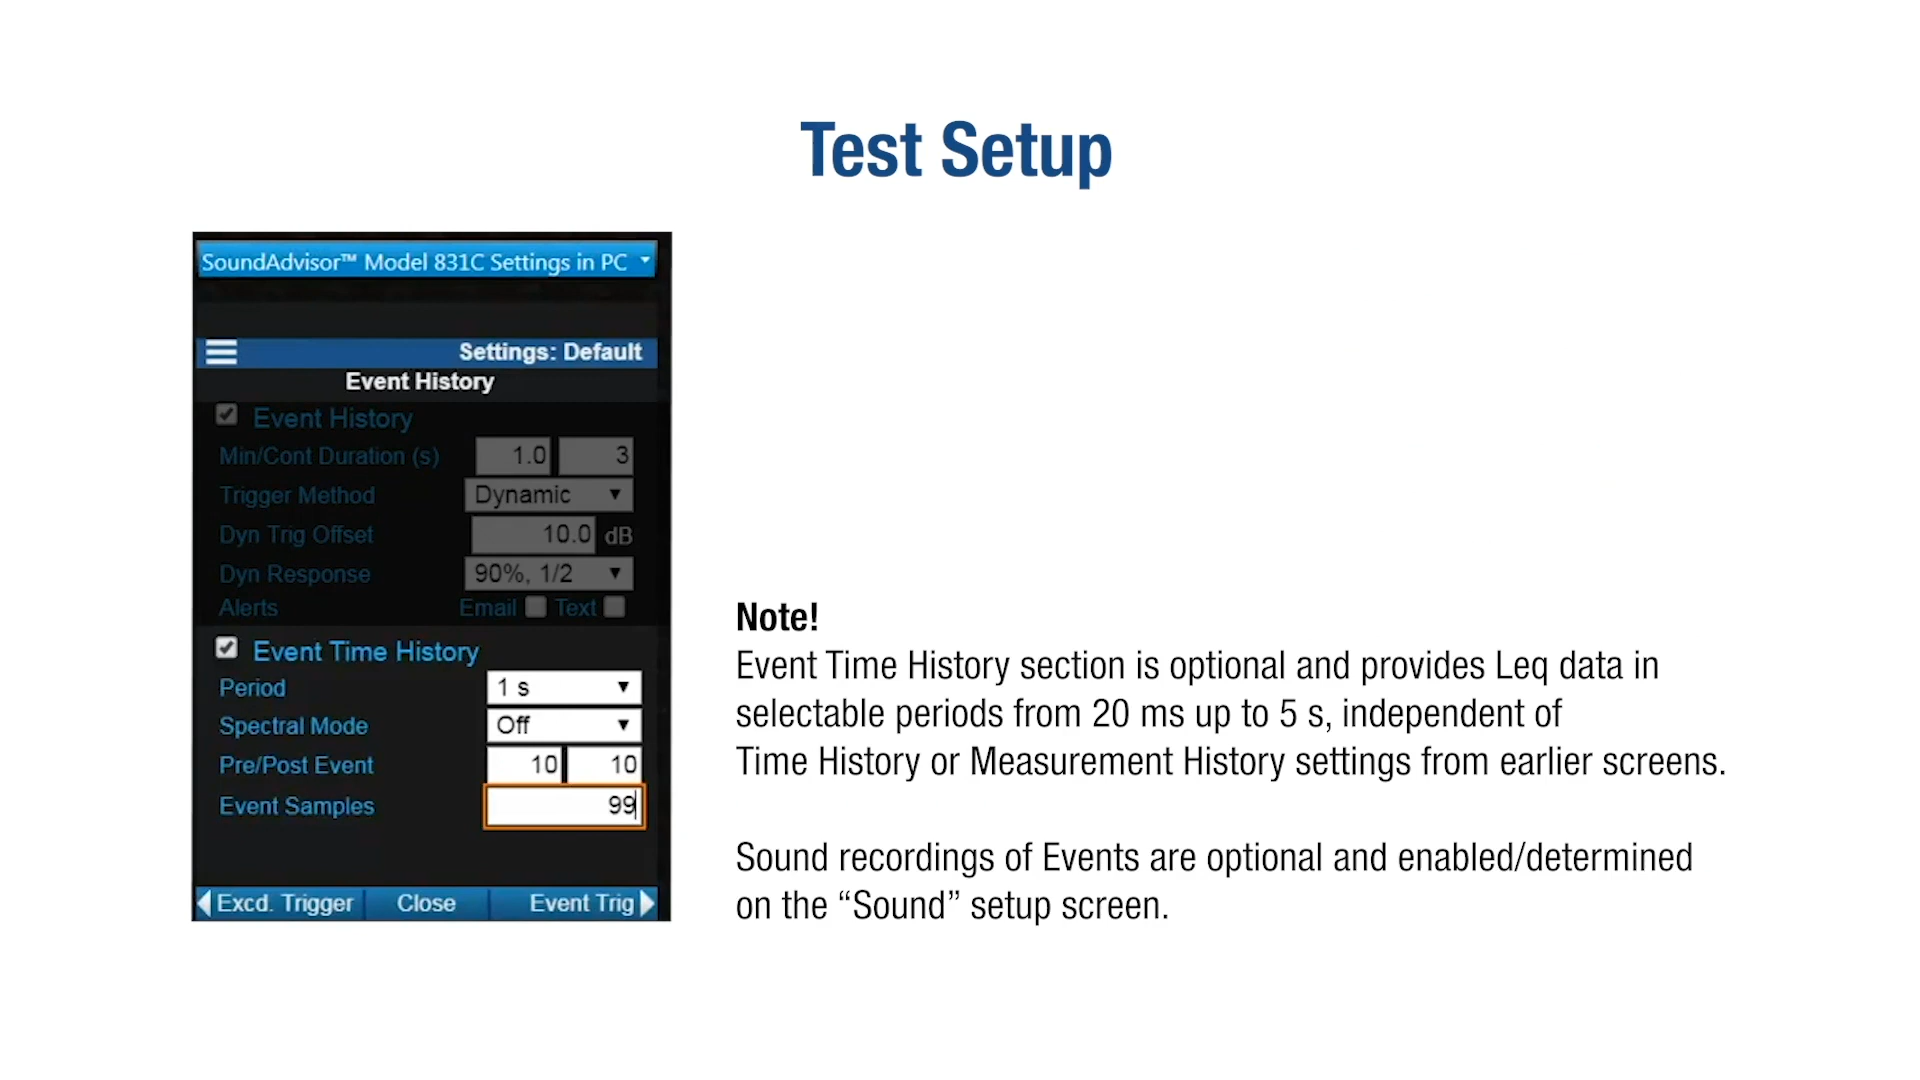 Test Setup
SoundAdvisor™ Model 831C Settings in PC
Settings: Default
Event History
Event History
Min/Cont Duration (s) 1.0 3
Trigger Method Dynamic
Dyn Trig Offset 10.0 dB
Dyn Response 90%, 1/2
Alerts Email Text
Event Time History
Period 1 s
Spectral Mode Off
Pre/Post Event 10 10
Event Samples 99
Excd. Trigger Close Event Trig
Note!
Event Time History section is optional and provides Leq data in
selectable periods from 20 ms up to 5 s, independent of
Time History or Measurement History settings from earlier screens.
Sound recordings of Events are optional and enabled/determined
on the “Sound” setup screen.